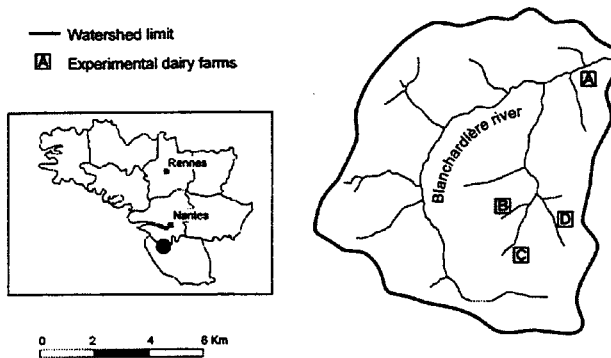 Watershed limit
A Experimental dairy farms
Rennes
Nantes
0 2 4 6 Km
Blanchardière river
A
B
D
C